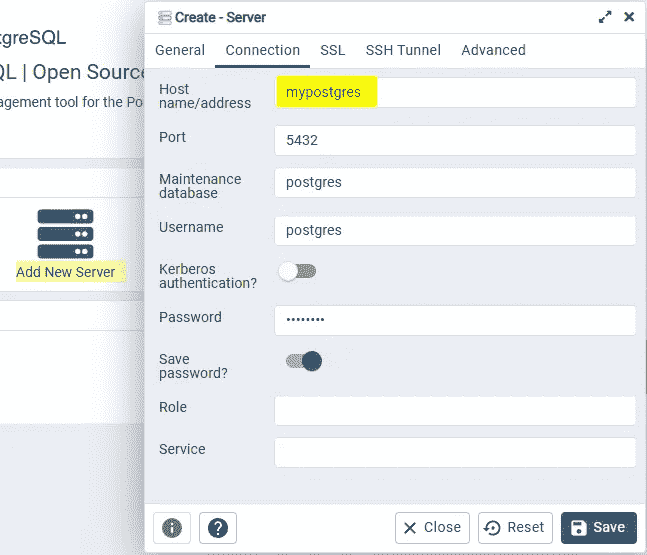 Create - Server
tgreSQL
QL | Open Source
agement tool for the Po
Add New Server
General Connection SSL SSH Tunnel Advanced
Host
name/address
mypostgres
Port
5432
Maintenance
database
postgres
Username
postgres
Kerberos
authentication?
Password
••••••••
Save
password?
Role
Service
i ? Close Reset Save